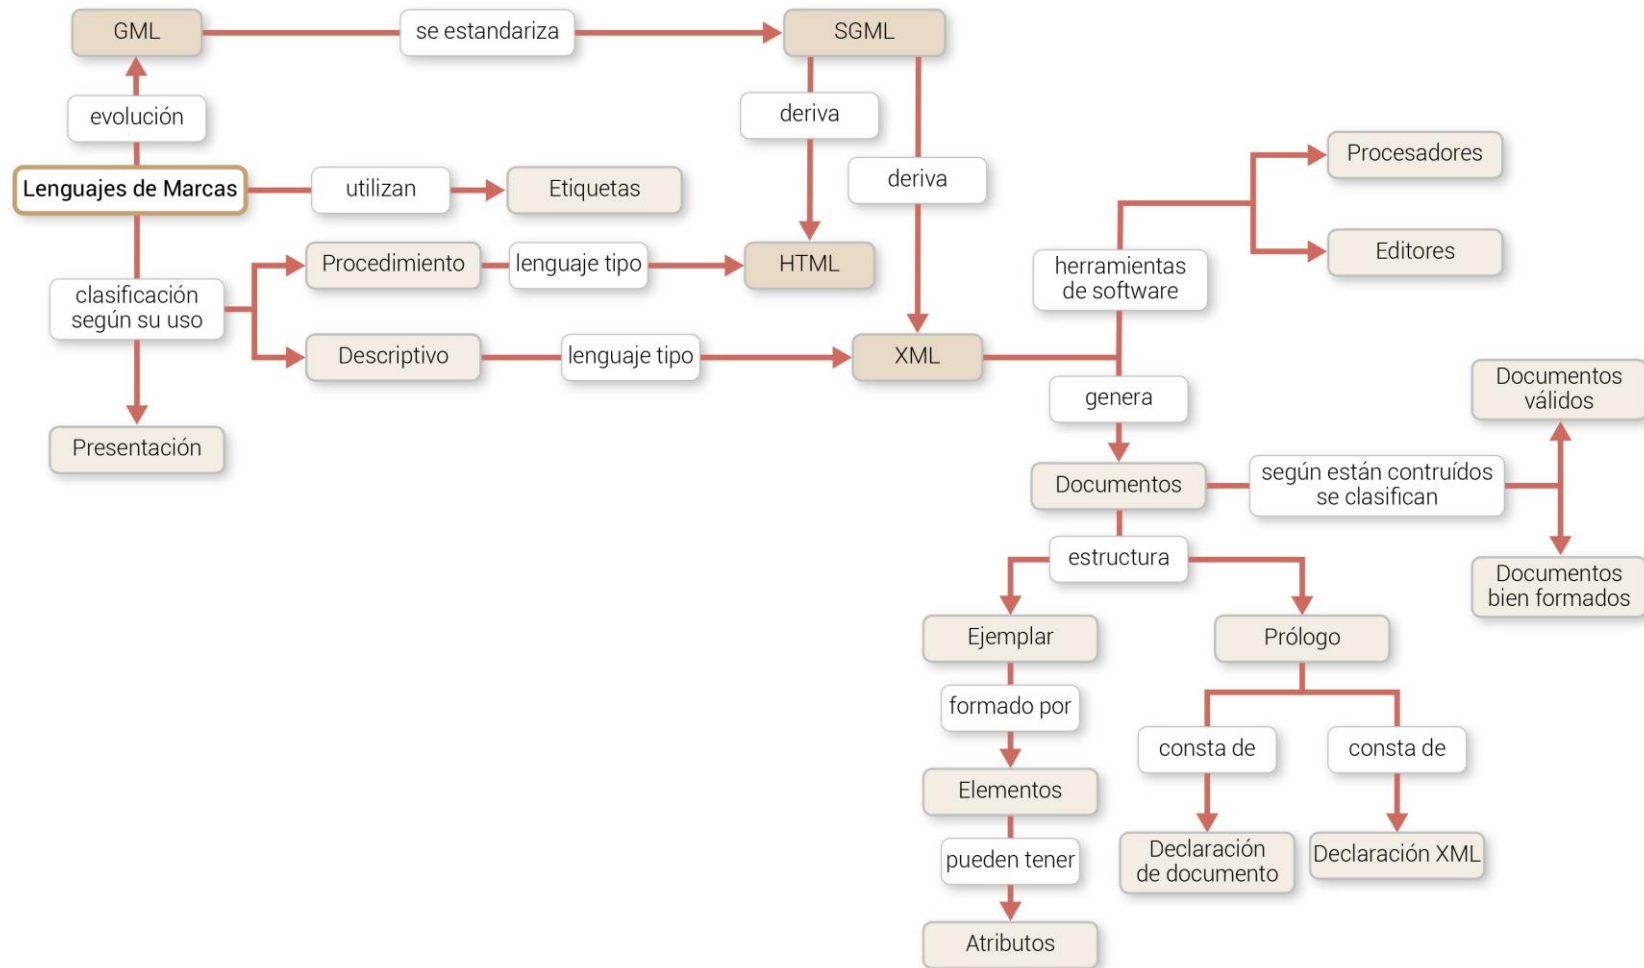 GML
se estandariza
SGML
evolución
deriva
Lenguajes de Marcas
utilizan
Etiquetas
deriva
Procesadores
Procedimiento
lenguaje tipo
HTML
herramientas
de software
Editores
clasificación
según su uso
Descriptivo
lenguaje tipo
XML
genera
Documentos
válidos
Presentación
Documentos
según están contruídos
se clasifican
estructura
Documentos
bien formados
Ejemplar
Prólogo
formado por
consta de
consta de
Elementos
pueden tener
Declaración
de documento
Declaración XML
Atributos